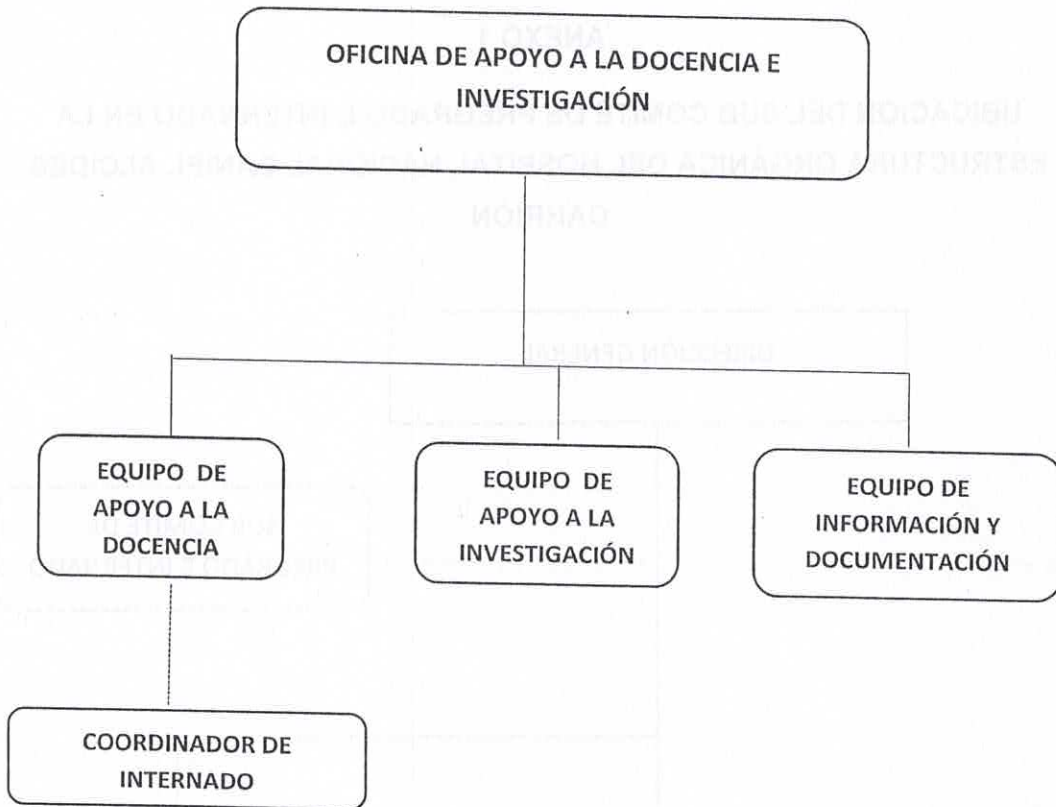 OFICINA DE APOYO A LA DOCENCIA E
INVESTIGACIÓN
EQUIPO DE
APOYO A LA
DOCENCIA
EQUIPO DE
APOYO A LA
INVESTIGACIÓN
EQUIPO DE
INFORMACIÓN Y
DOCUMENTACIÓN
COORDINADOR DE
INTERNADO